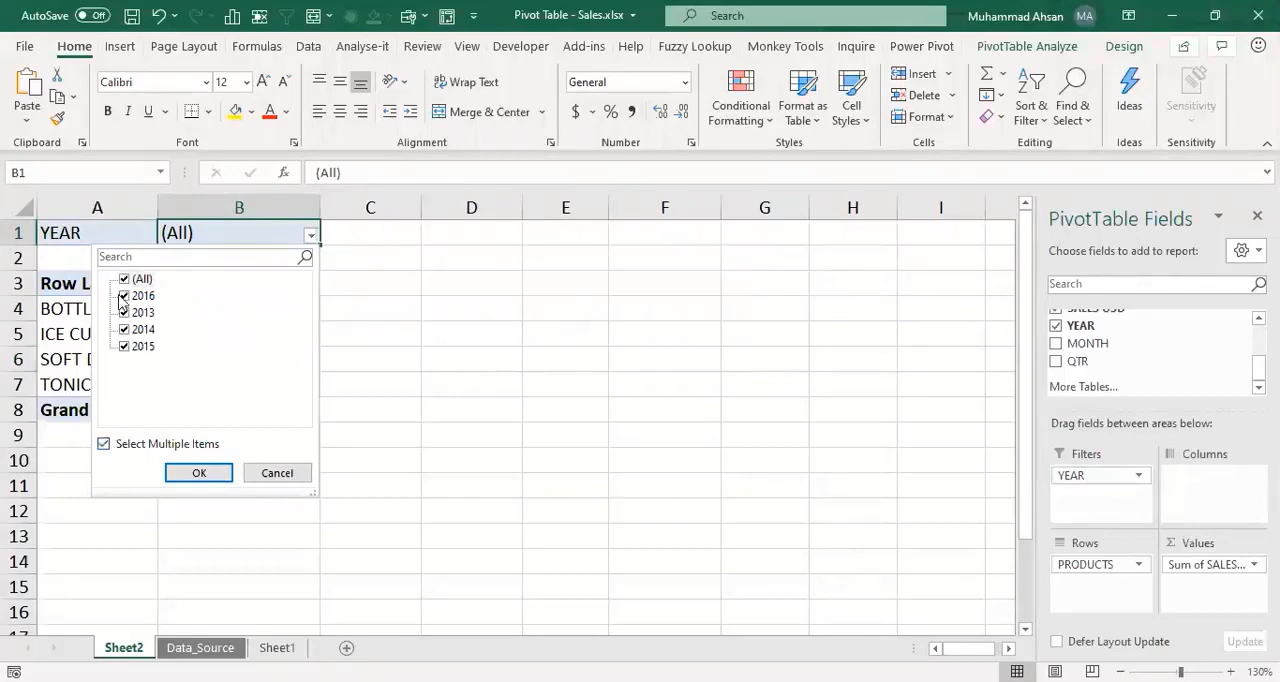 AutoSave Off Pivot Table - Sales.xlsx Search Muhammad Ahsan MA
File Home Insert Page Layout Formulas Data Analyse-it Review View Developer Add-ins Help Fuzzy Lookup Monkey Tools Inquire Power Pivot PivotTable Analyze Design
Paste Calibri 12 Wrap Text General Conditional Formatting Format as Table Cell Styles Insert Sort & Filter Find & Select Ideas Sensitivity
B I U Merge & Center $ % Delete
Format
Clipboard Font Alignment Number Styles Cells Editing Ideas Sensitivity
B1 fx (All)
A B C D E F G H I
1 YEAR (All)
2
3 Row L
4 BOTTL
5 ICE CU
6 SOFT D
7 TONIC
8 Grand
9
10
11
12
13
14
15
16
17
Search
(All)
2016
2013
2014
2015
Select Multiple Items
OK Cancel
PivotTable Fields
Choose fields to add to report:
Search
SALES USD
YEAR
MONTH
QTR
More Tables...
Drag fields between areas below:
Filters Columns
YEAR
Rows Σ Values
PRODUCTS Sum of SALES...
Defer Layout Update Update
Sheet2 Data_Source Sheet1
130%